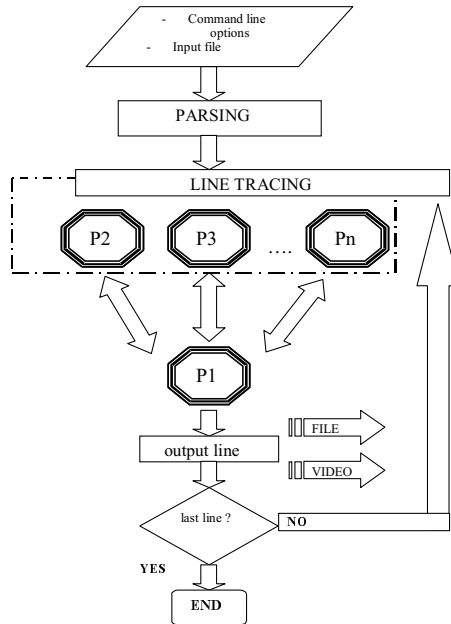 - Command line
options
- Input file
PARSING
LINE TRACING
P2 P3 .... Pn
P1
output line
FILE
VIDEO
last line ?
NO
YES
END